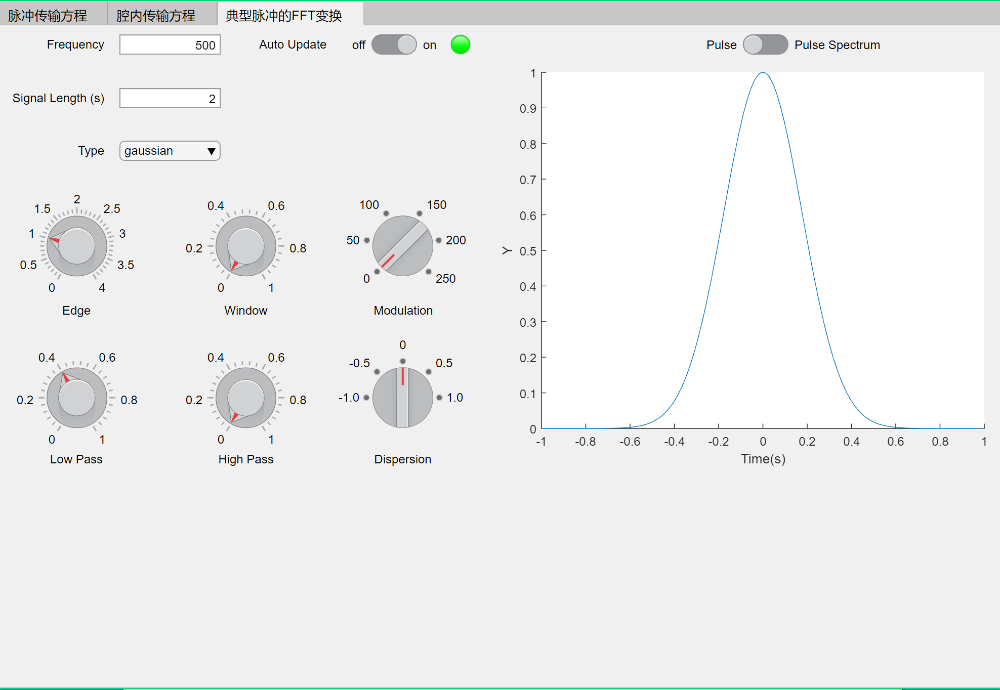 脉冲传输方程 腔内传输方程 典型脉冲的FFT变换
Frequency 500 Auto Update off on Pulse Pulse Spectrum
Signal Length (s) 2
Type gaussian
0 0.5 1 1.5 2 2.5 3 3.5 4
Edge
0 0.2 0.4 0.6 0.8 1
Window
0 50 100 150 200 250
Modulation
0 0.2 0.4 0.6 0.8 1
Low Pass
0 0.2 0.4 0.6 0.8 1
High Pass
-1.0 -0.5 0 0.5 1.0
Dispersion
1
0.9
0.8
0.7
0.6
0.5
0.4
0.3
0.2
0.1
0
Y
-1 -0.8 -0.6 -0.4 -0.2 0 0.2 0.4 0.6 0.8 1
Time(s)